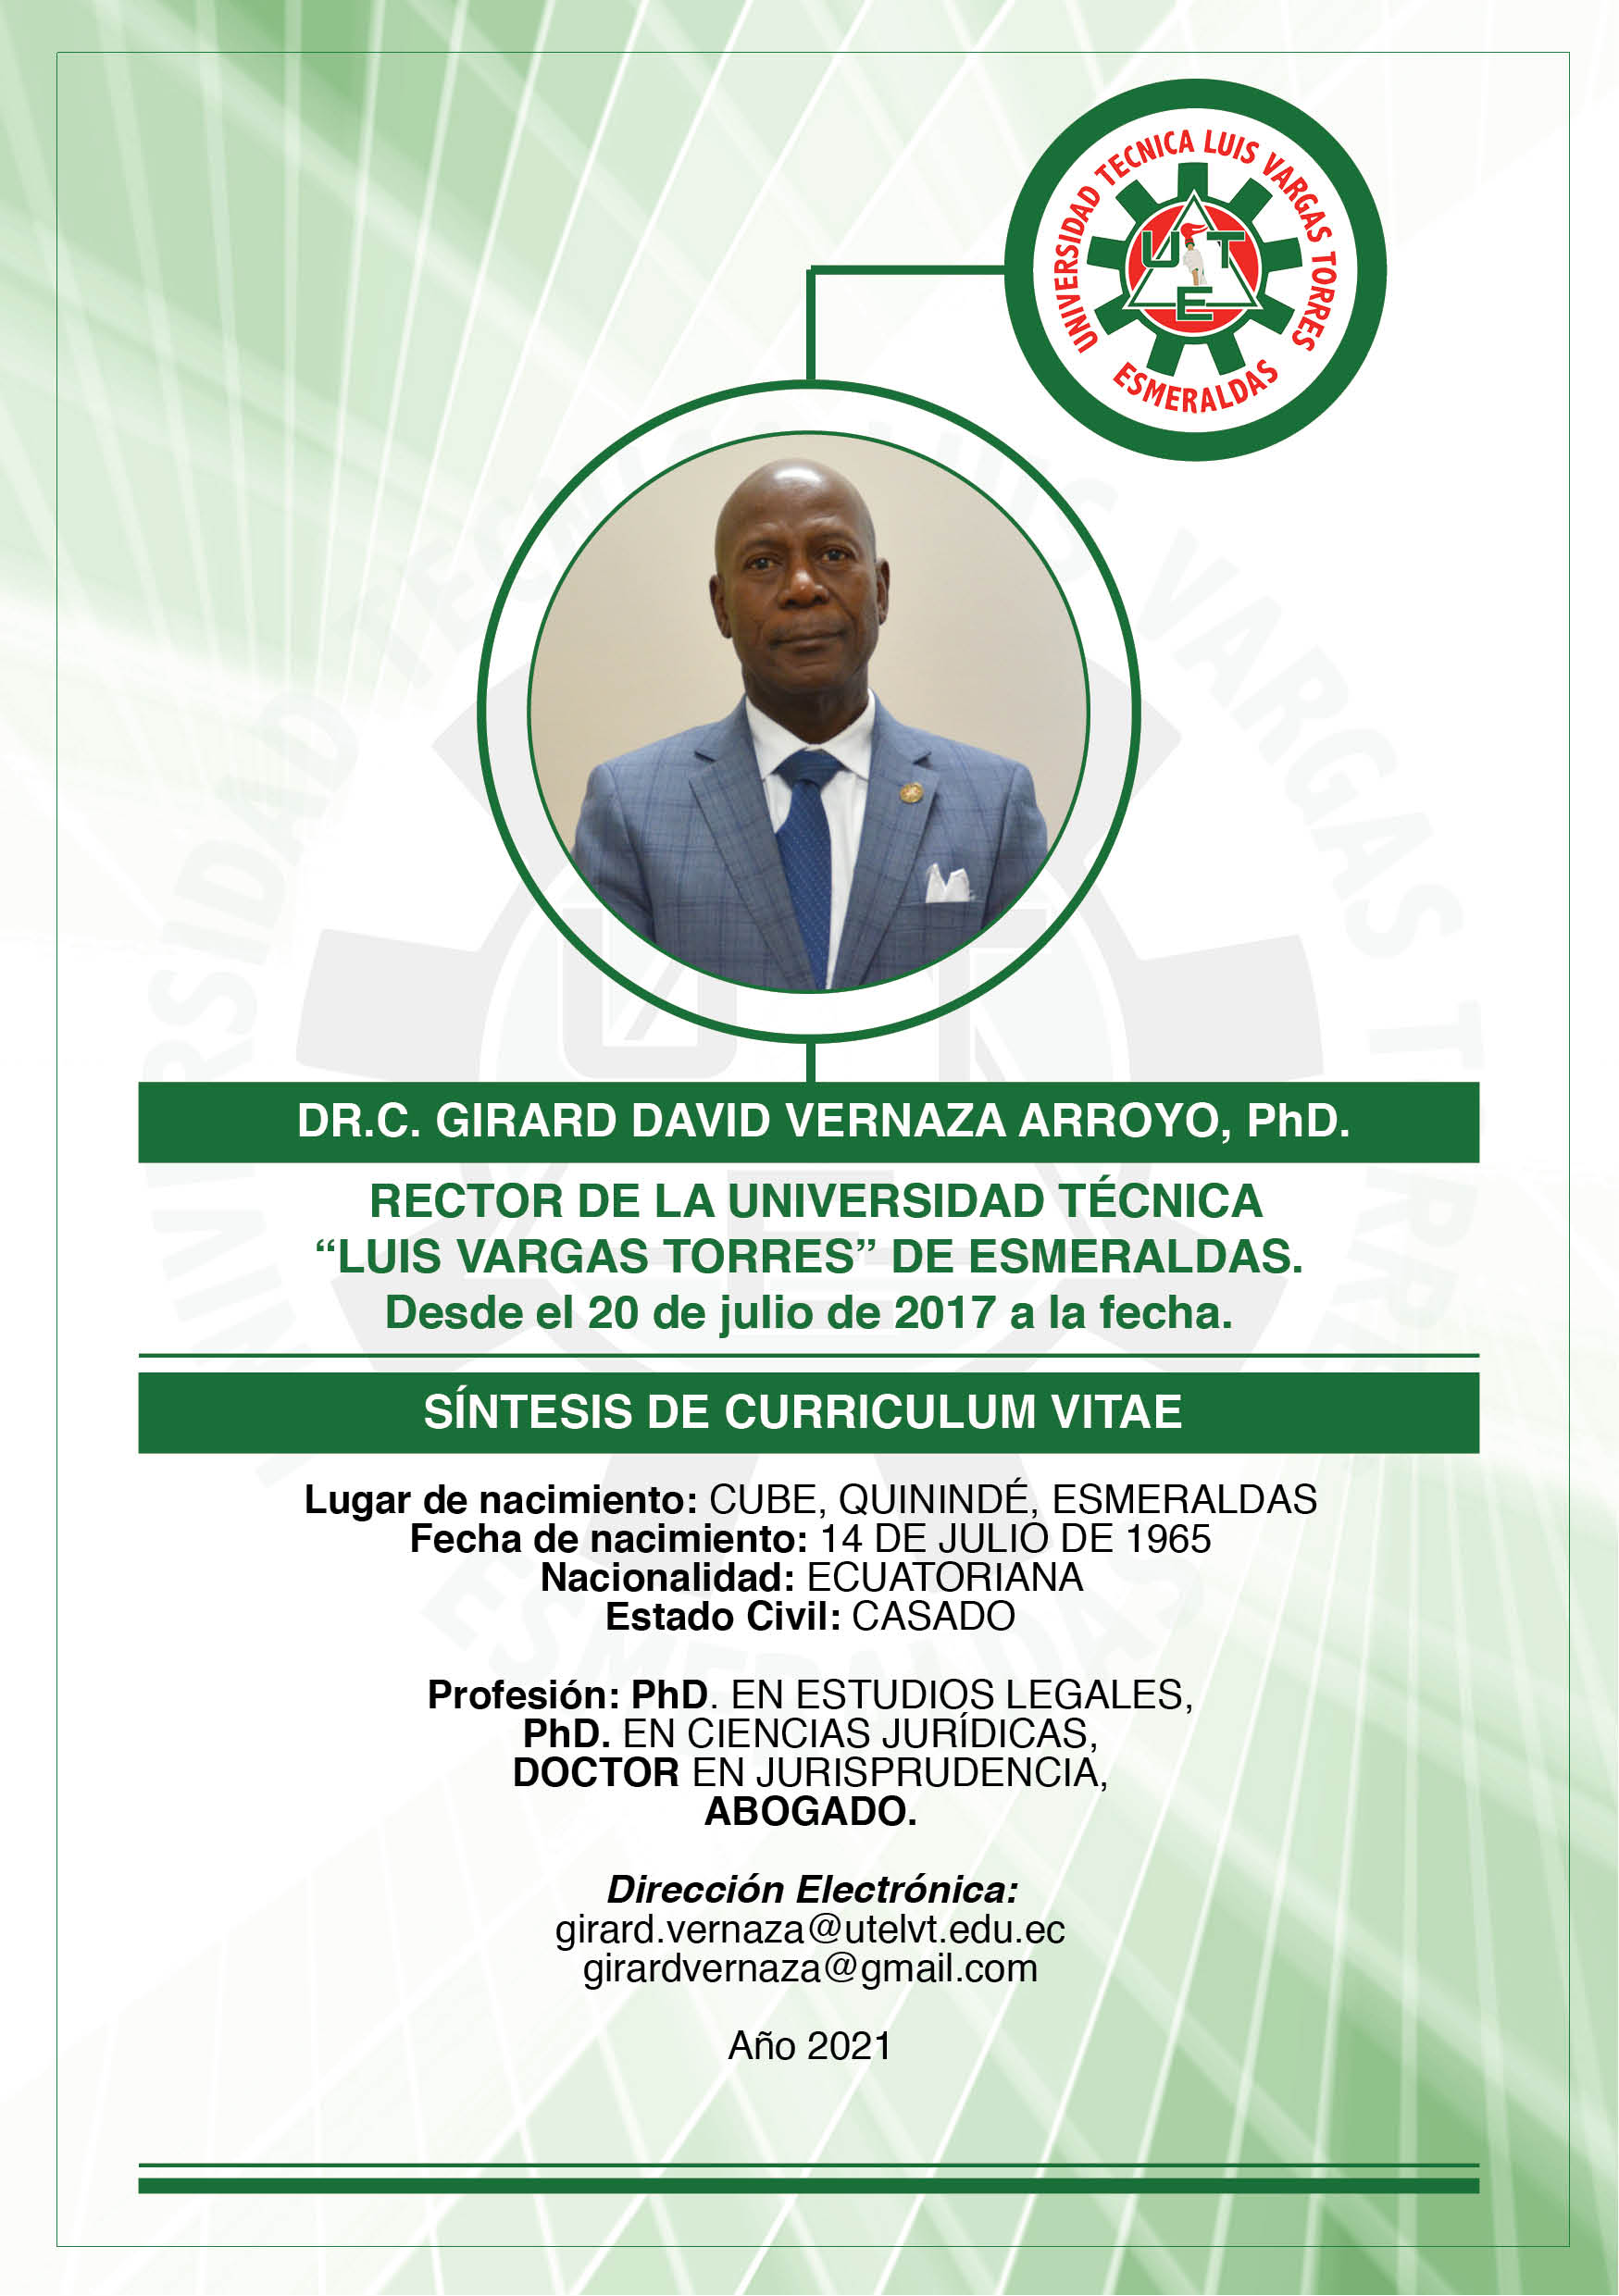 UNIVERSIDAD TECNICA LUIS VARGAS TORRES
U T
E
ESMERALDAS
DR.C. GIRARD DAVID VERNAZA ARROYO, PhD.
RECTOR DE LA UNIVERSIDAD TÉCNICA
“LUIS VARGAS TORRES” DE ESMERALDAS.
Desde el 20 de julio de 2017 a la fecha.
SÍNTESIS DE CURRICULUM VITAE
Lugar de nacimiento: CUBE, QUININDÉ, ESMERALDAS
Fecha de nacimiento: 14 DE JULIO DE 1965
Nacionalidad: ECUATORIANA
Estado Civil: CASADO
Profesión: PhD. EN ESTUDIOS LEGALES,
PhD. EN CIENCIAS JURÍDICAS,
DOCTOR EN JURISPRUDENCIA,
ABOGADO.
Dirección Electrónica:
girard.vernaza@utelvt.edu.ec
girardvernaza@gmail.com
Año 2021